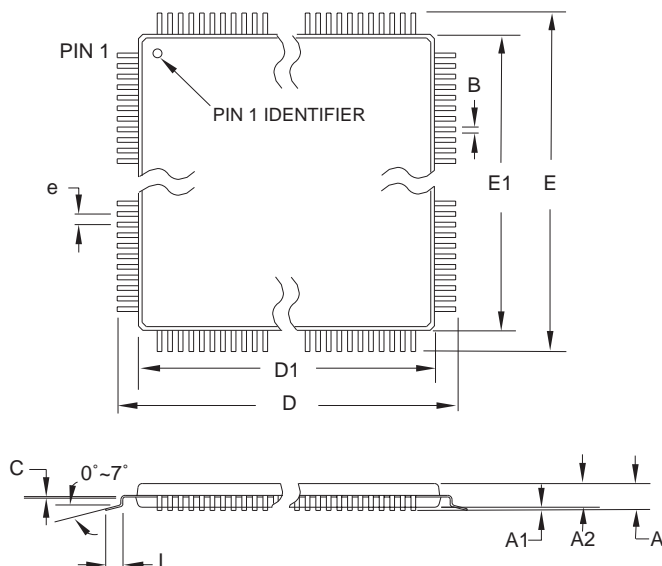 PIN 1
PIN 1 IDENTIFIER
B
e
E1
E
D1
D
C
0°~7°
L
A1
A2
A